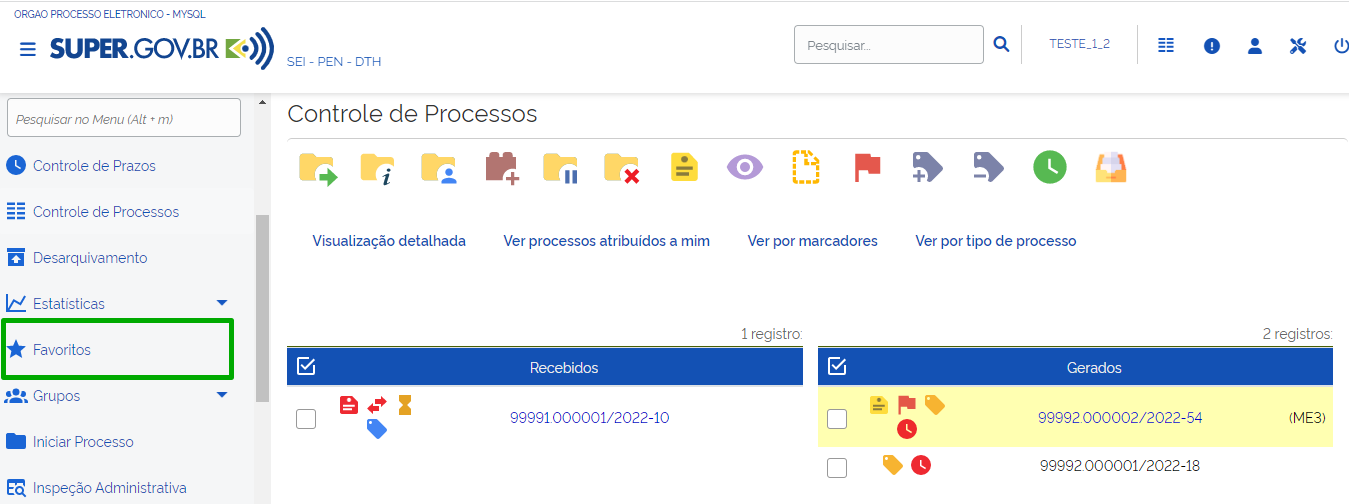 ORGAO PROCESSO ELETRONICO - MYSQL
SUPER.GOV.BR
SEI - PEN - DTH
Pesquisar...
TESTE_1_2
Pesquisar no Menu (Alt + m)
Controle de Prazos
Controle de Processos
Desarquivamento
Estatísticas
Favoritos
Grupos
Iniciar Processo
Inspeção Administrativa
Controle de Processos
Visualização detalhada
Ver processos atribuídos a mim
Ver por marcadores
Ver por tipo de processo
1 registro:
Recebidos
99991.000001/2022-10
2 registros:
Gerados
99992.000002/2022-54 (ME3)
99992.000001/2022-18